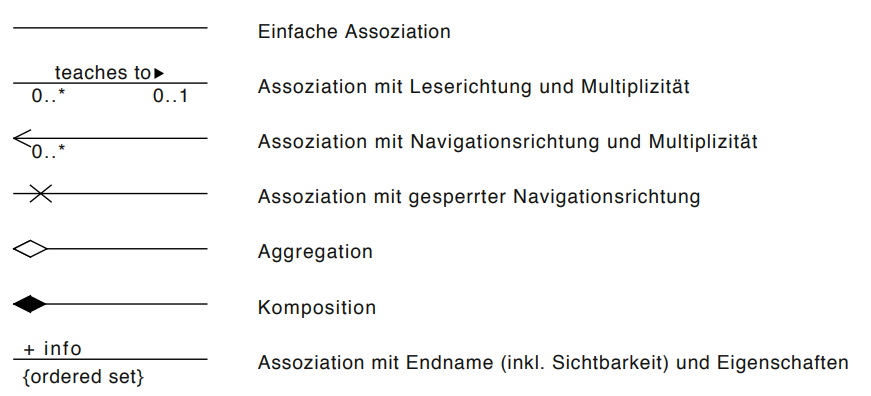 Einfache Assoziation
teaches to
0..* 0..1
Assoziation mit Leserichtung und Multiplizität
0..*
Assoziation mit Navigationsrichtung und Multiplizität
Assoziation mit gesperrter Navigationsrichtung
Aggregation
Komposition
+ info
{ordered set}
Assoziation mit Endname (inkl. Sichtbarkeit) und Eigenschaften